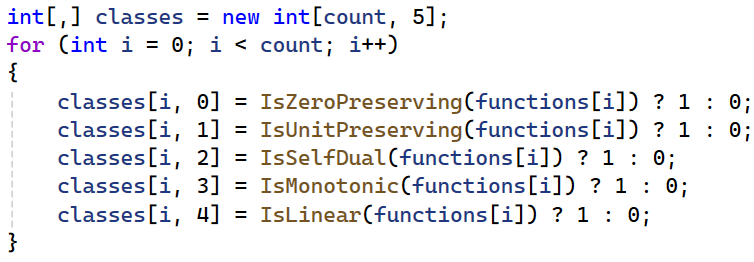 int[,] classes = new int[count, 5];
for (int i = 0; i < count; i++)
{
    classes[i, 0] = IsZeroPreserving(functions[i]) ? 1 : 0;
    classes[i, 1] = IsUnitPreserving(functions[i]) ? 1 : 0;
    classes[i, 2] = IsSelfDual(functions[i]) ? 1 : 0;
    classes[i, 3] = IsMonotonic(functions[i]) ? 1 : 0;
    classes[i, 4] = IsLinear(functions[i]) ? 1 : 0;
}